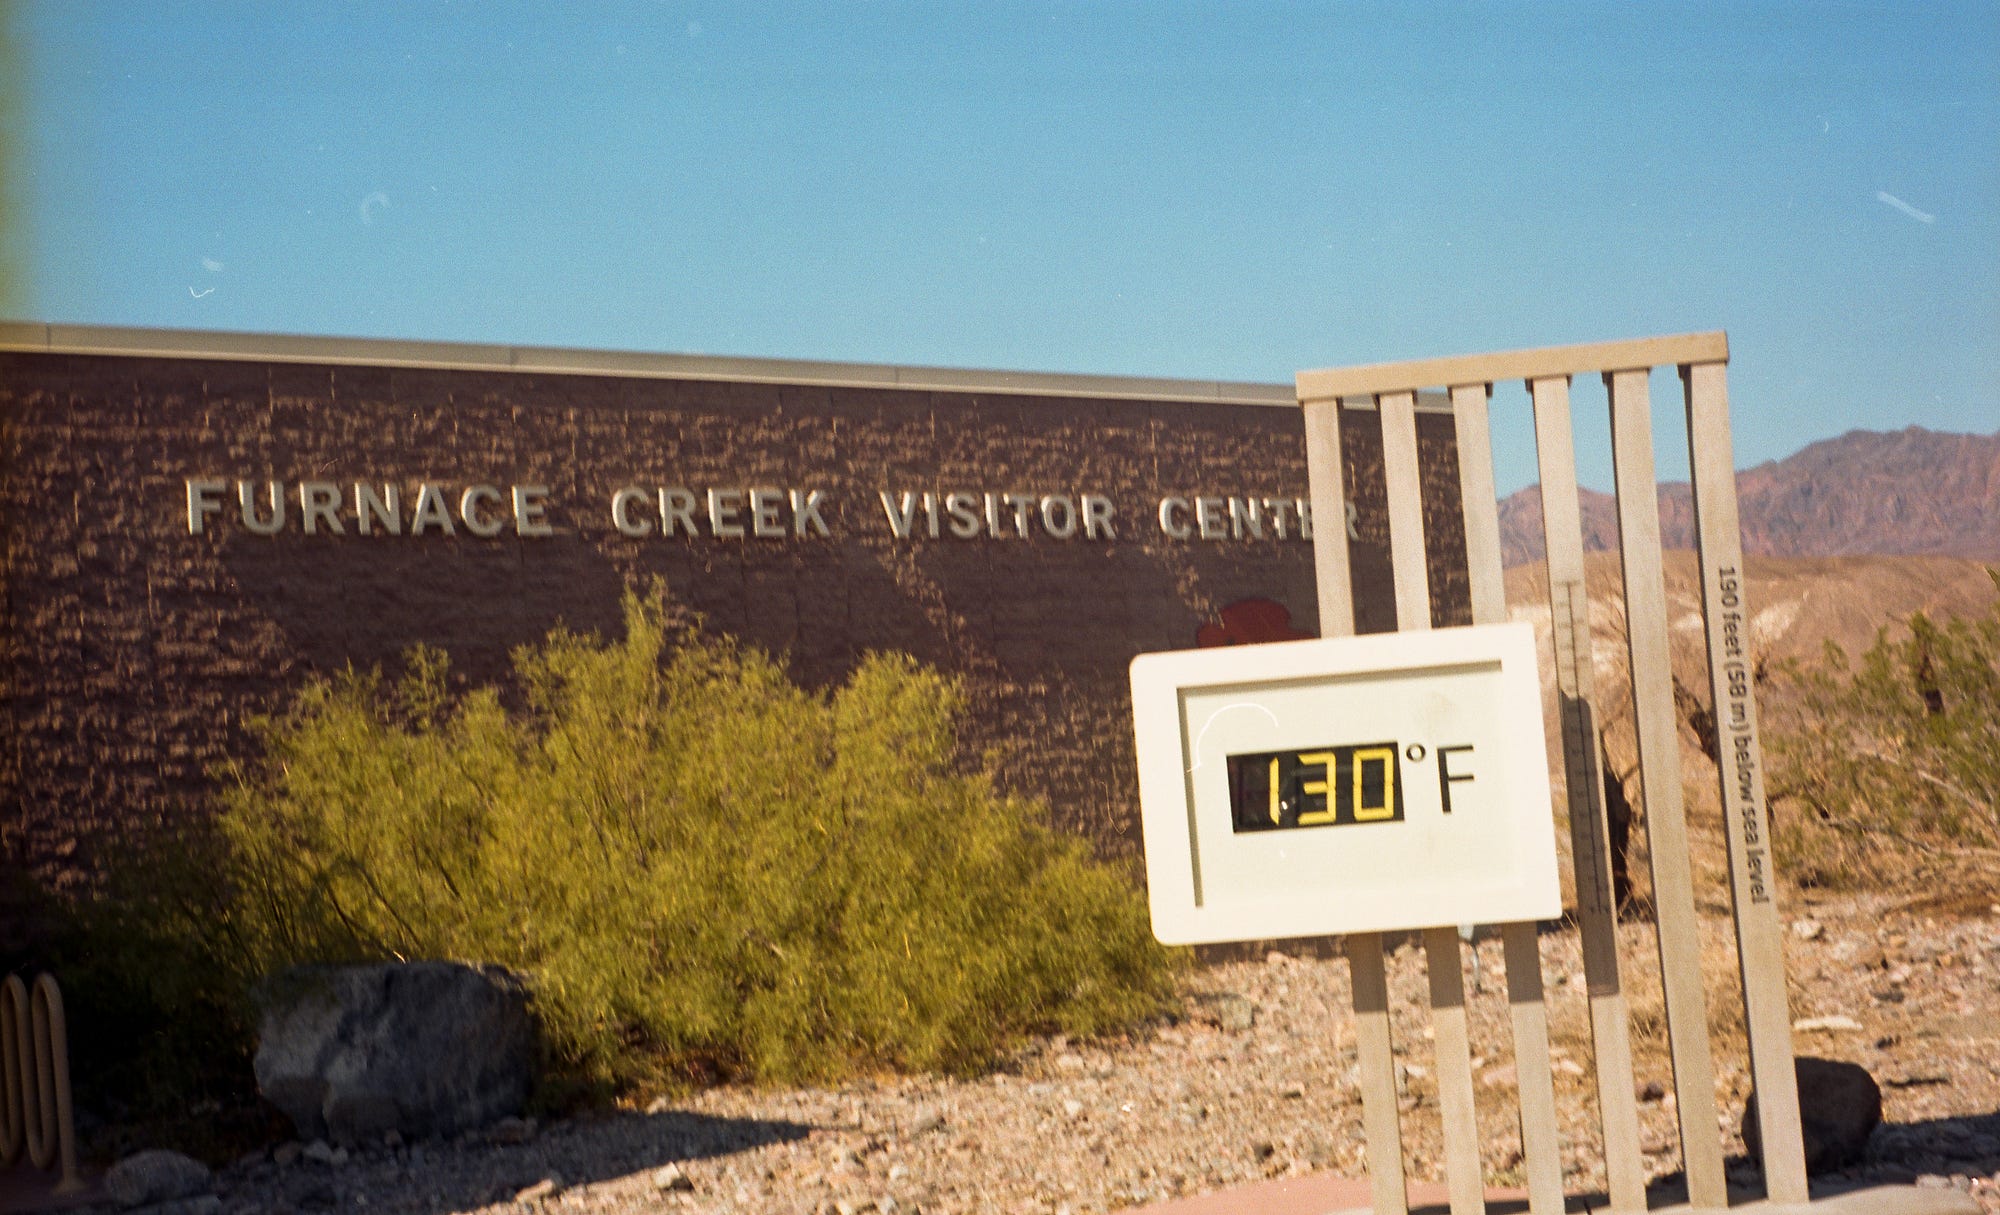 FURNACE CREEK VISITOR CENTER
130°F
190 feet (58 m) below sea level